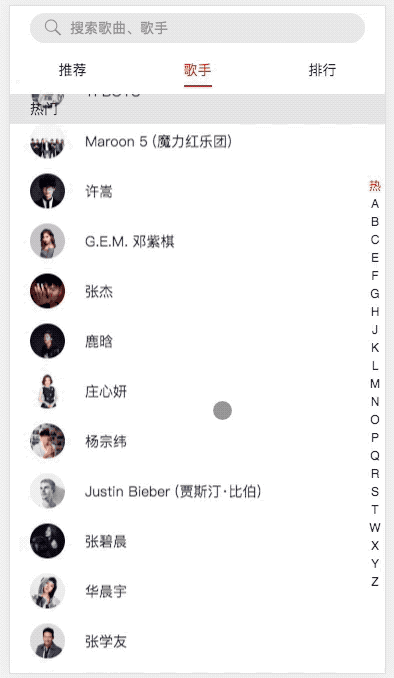 搜索歌曲、歌手
推荐 歌手 排行
热门
Maroon 5 (魔力红乐团)
许嵩
G.E.M. 邓紫棋
张杰
鹿晗
庄心妍
杨宗纬
Justin Bieber (贾斯汀·比伯)
张碧晨
华晨宇
张学友
热
A
B
C
E
F
G
H
J
K
L
M
N
O
P
Q
R
S
T
W
X
Y
Z